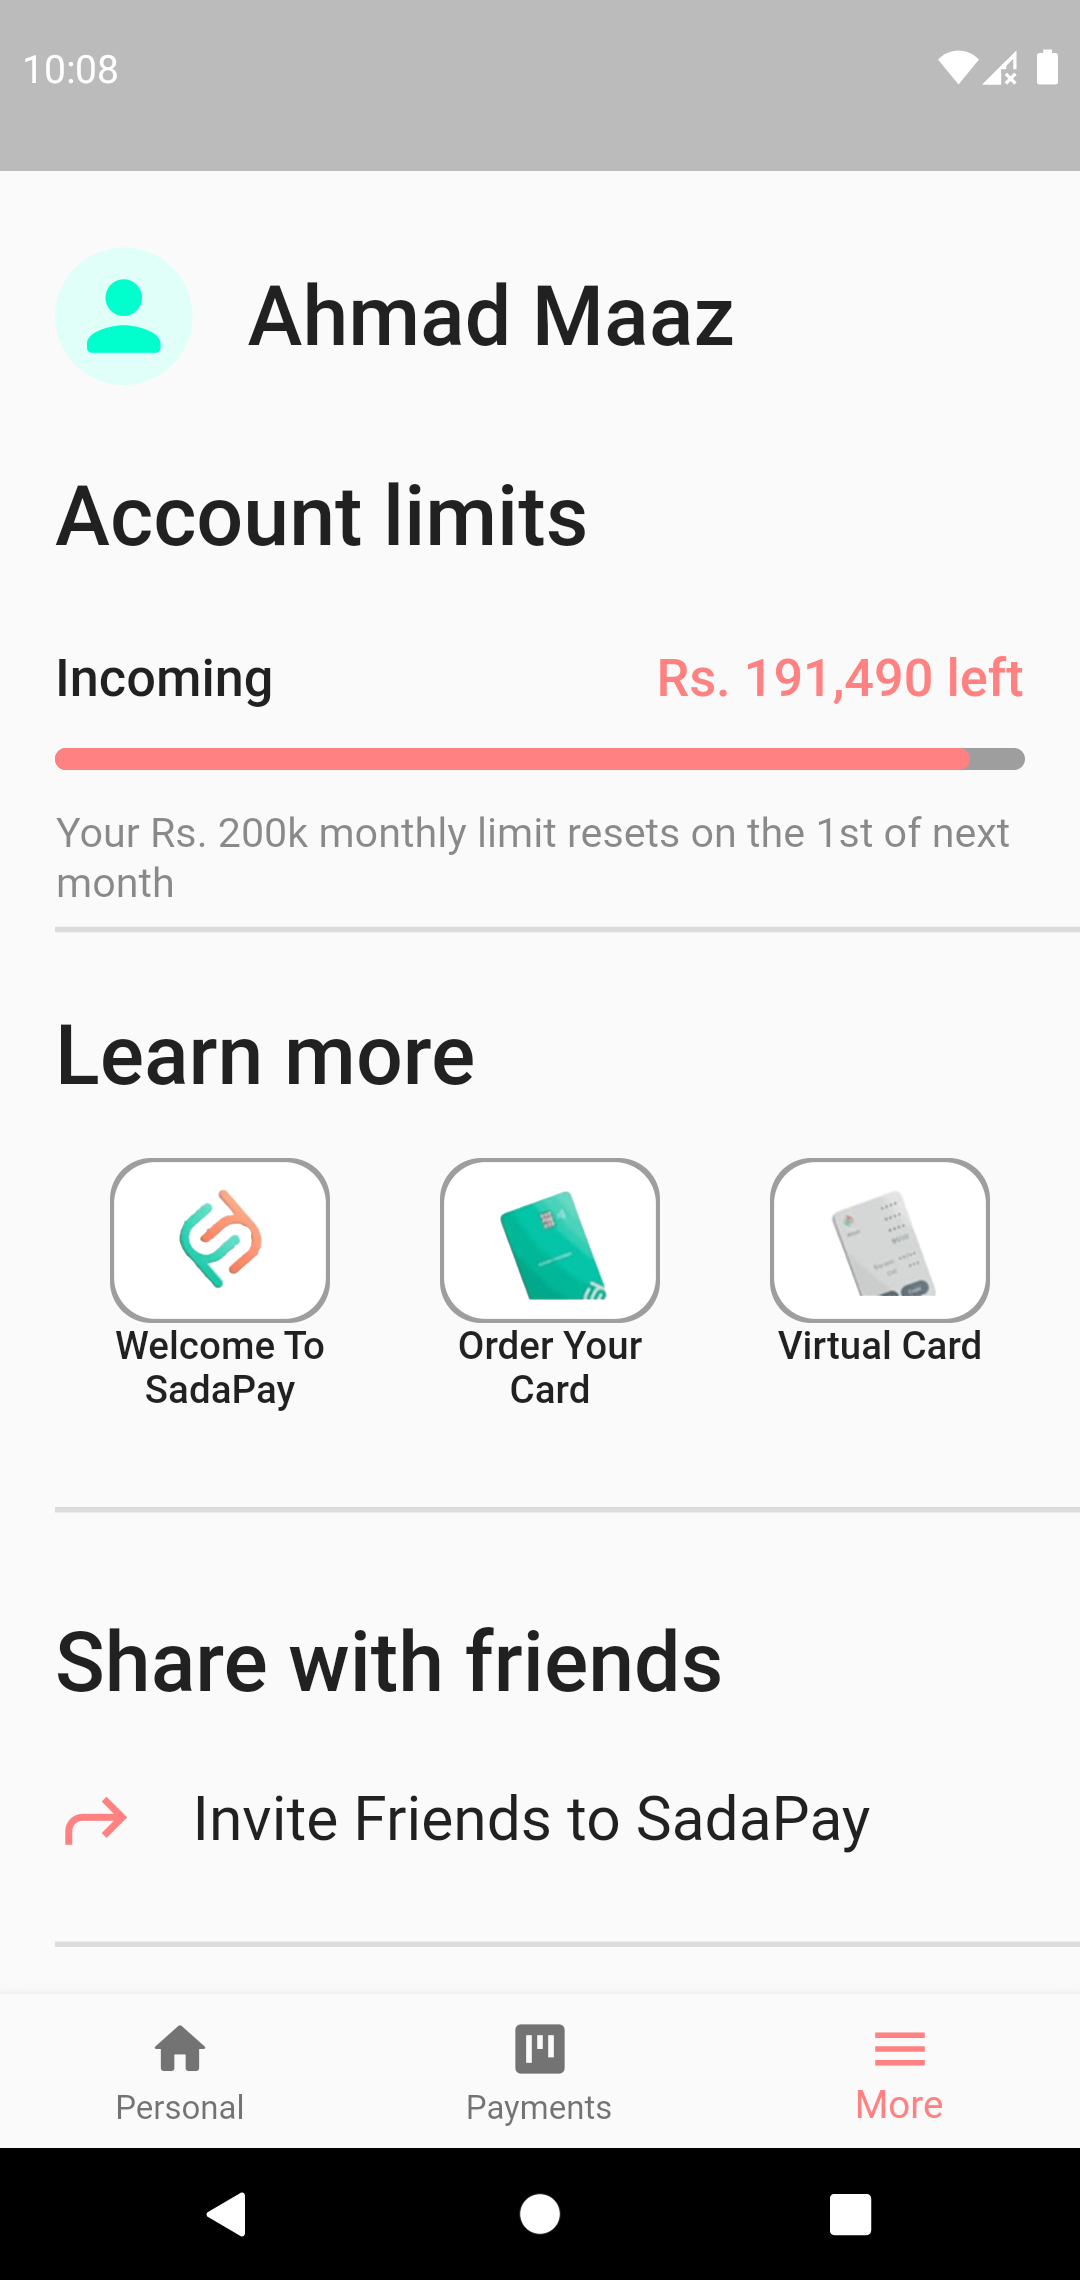 10:08
Ahmad Maaz
Account limits
Incoming
Rs. 191,490 left
Your Rs. 200k monthly limit resets on the 1st of next
month
Learn more
Welcome To
SadaPay
Order Your
Card
Virtual Card
Share with friends
Invite Friends to SadaPay
Personal
Payments
More